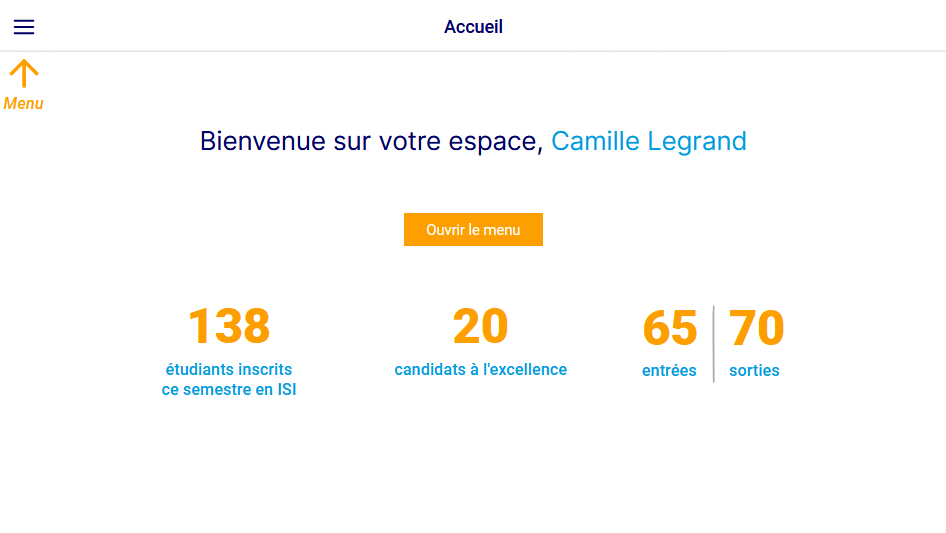 Accueil
Menu
Bienvenue sur votre espace, Camille Legrand
Ouvrir le menu
138
étudiants inscrits
ce semestre en ISI
20
candidats à l'excellence
65
entrées
70
sorties